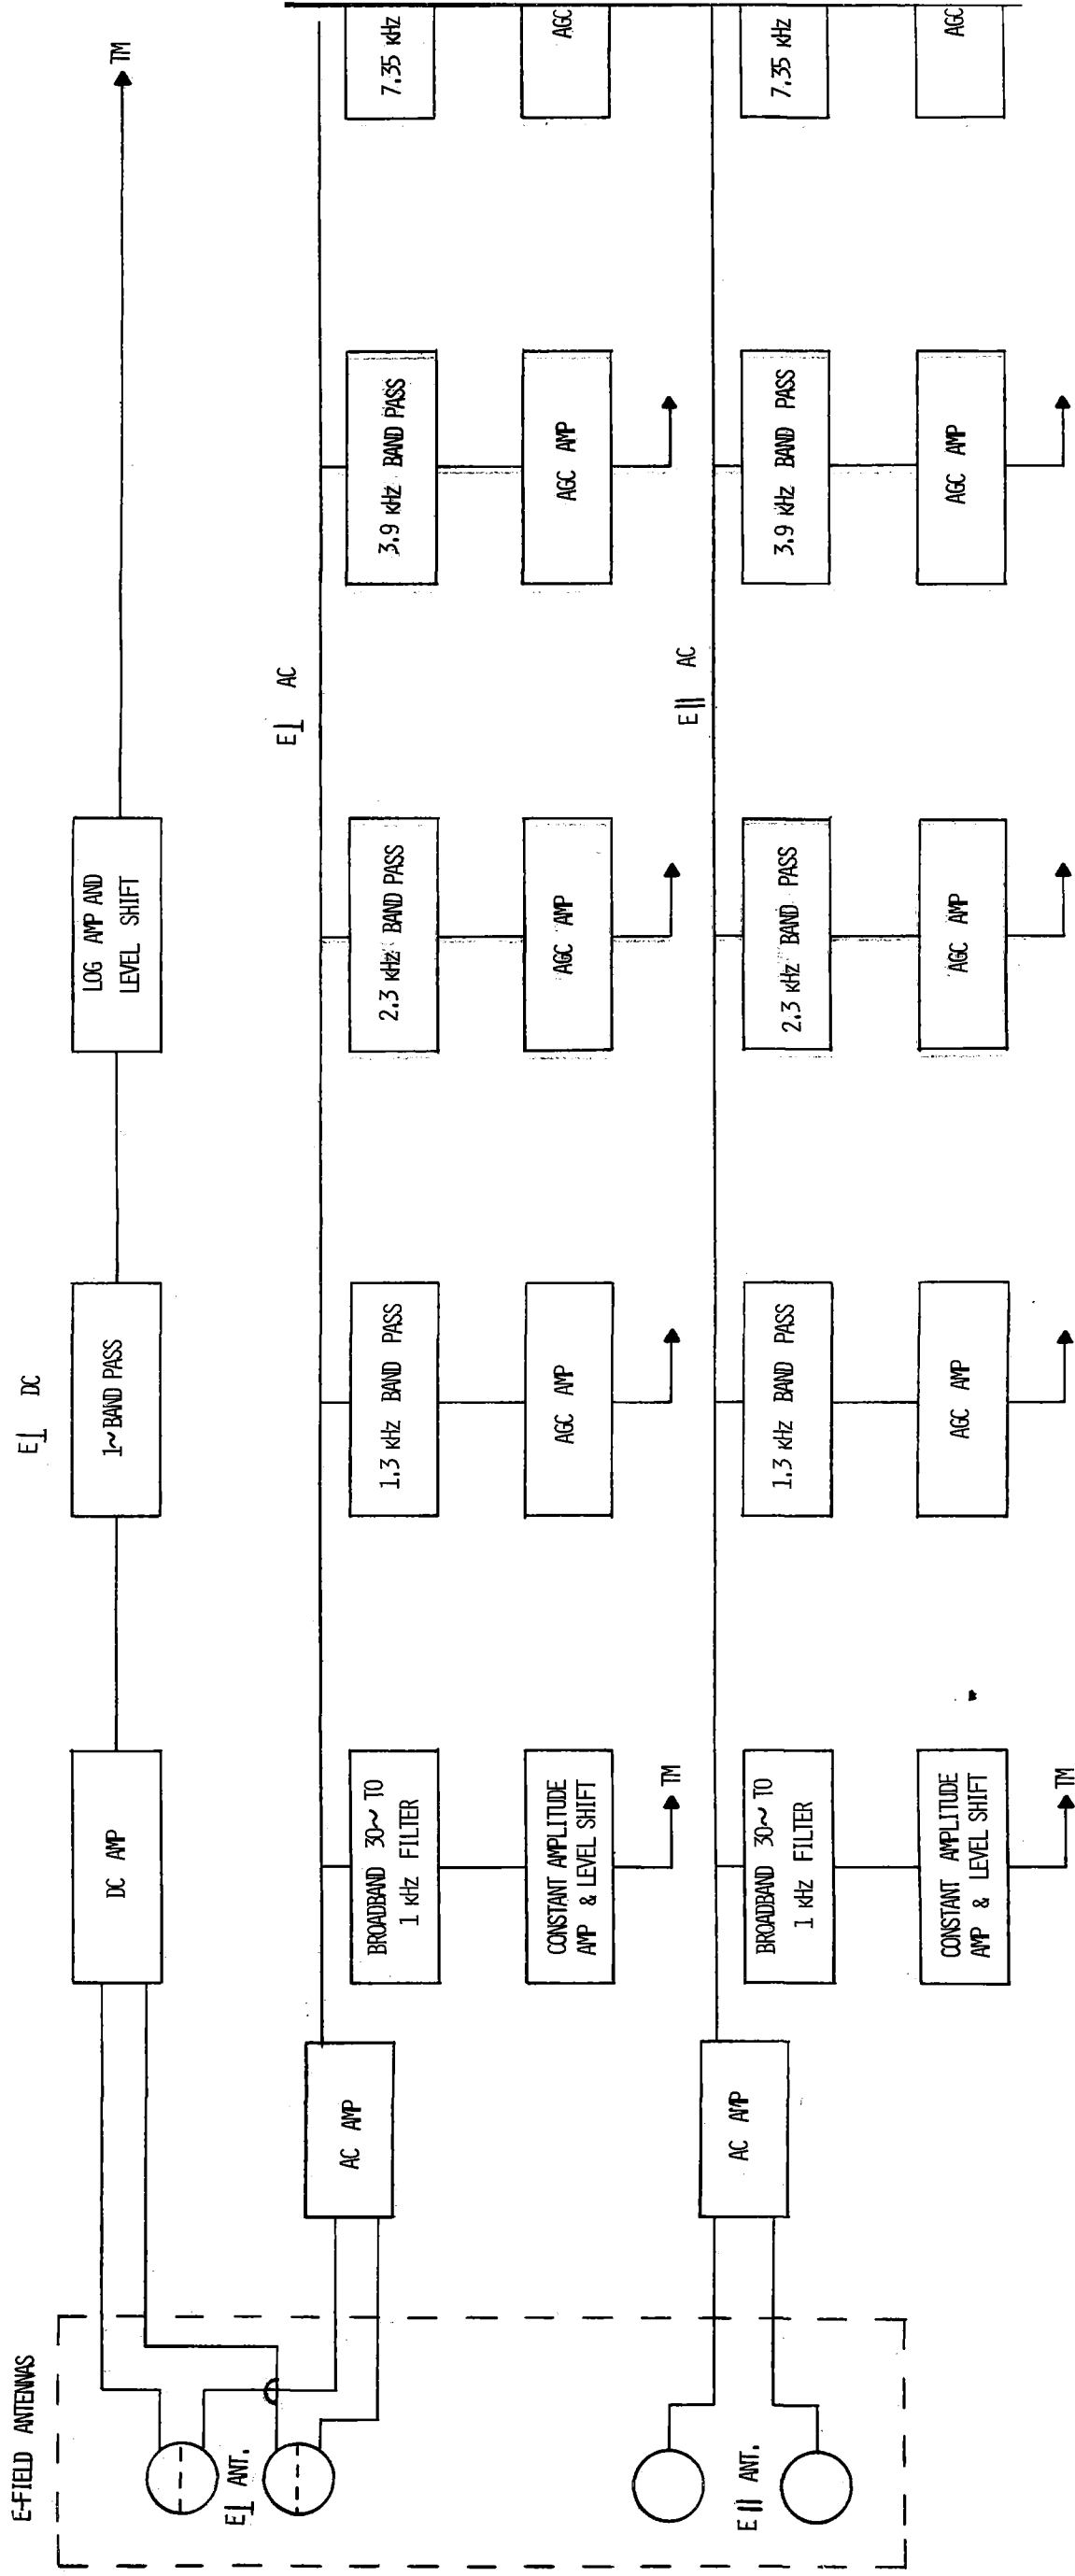 E-FIELD ANTENNAS
E⊥ ANT.
E∥ ANT.
E⊥ DC
DC AMP
1~ BAND PASS
LOG AMP AND
LEVEL SHIFT
TM
E⊥ AC
AC AMP
BROADBAND 30~ TO
1 kHz FILTER
CONSTANT AMPLITUDE
AMP & LEVEL SHIFT
TM
1.3 kHz BAND PASS
AGC AMP
2.3 kHz BAND PASS
AGC AMP
3.9 kHz BAND PASS
AGC AMP
7.35 kHz
AGC
E∥ AC
AC AMP
BROADBAND 30~ TO
1 kHz FILTER
CONSTANT AMPLITUDE
AMP & LEVEL SHIFT
TM
1.3 kHz BAND PASS
AGC AMP
2.3 kHz BAND PASS
AGC AMP
3.9 kHz BAND PASS
AGC AMP
7.35 kHz
AGC